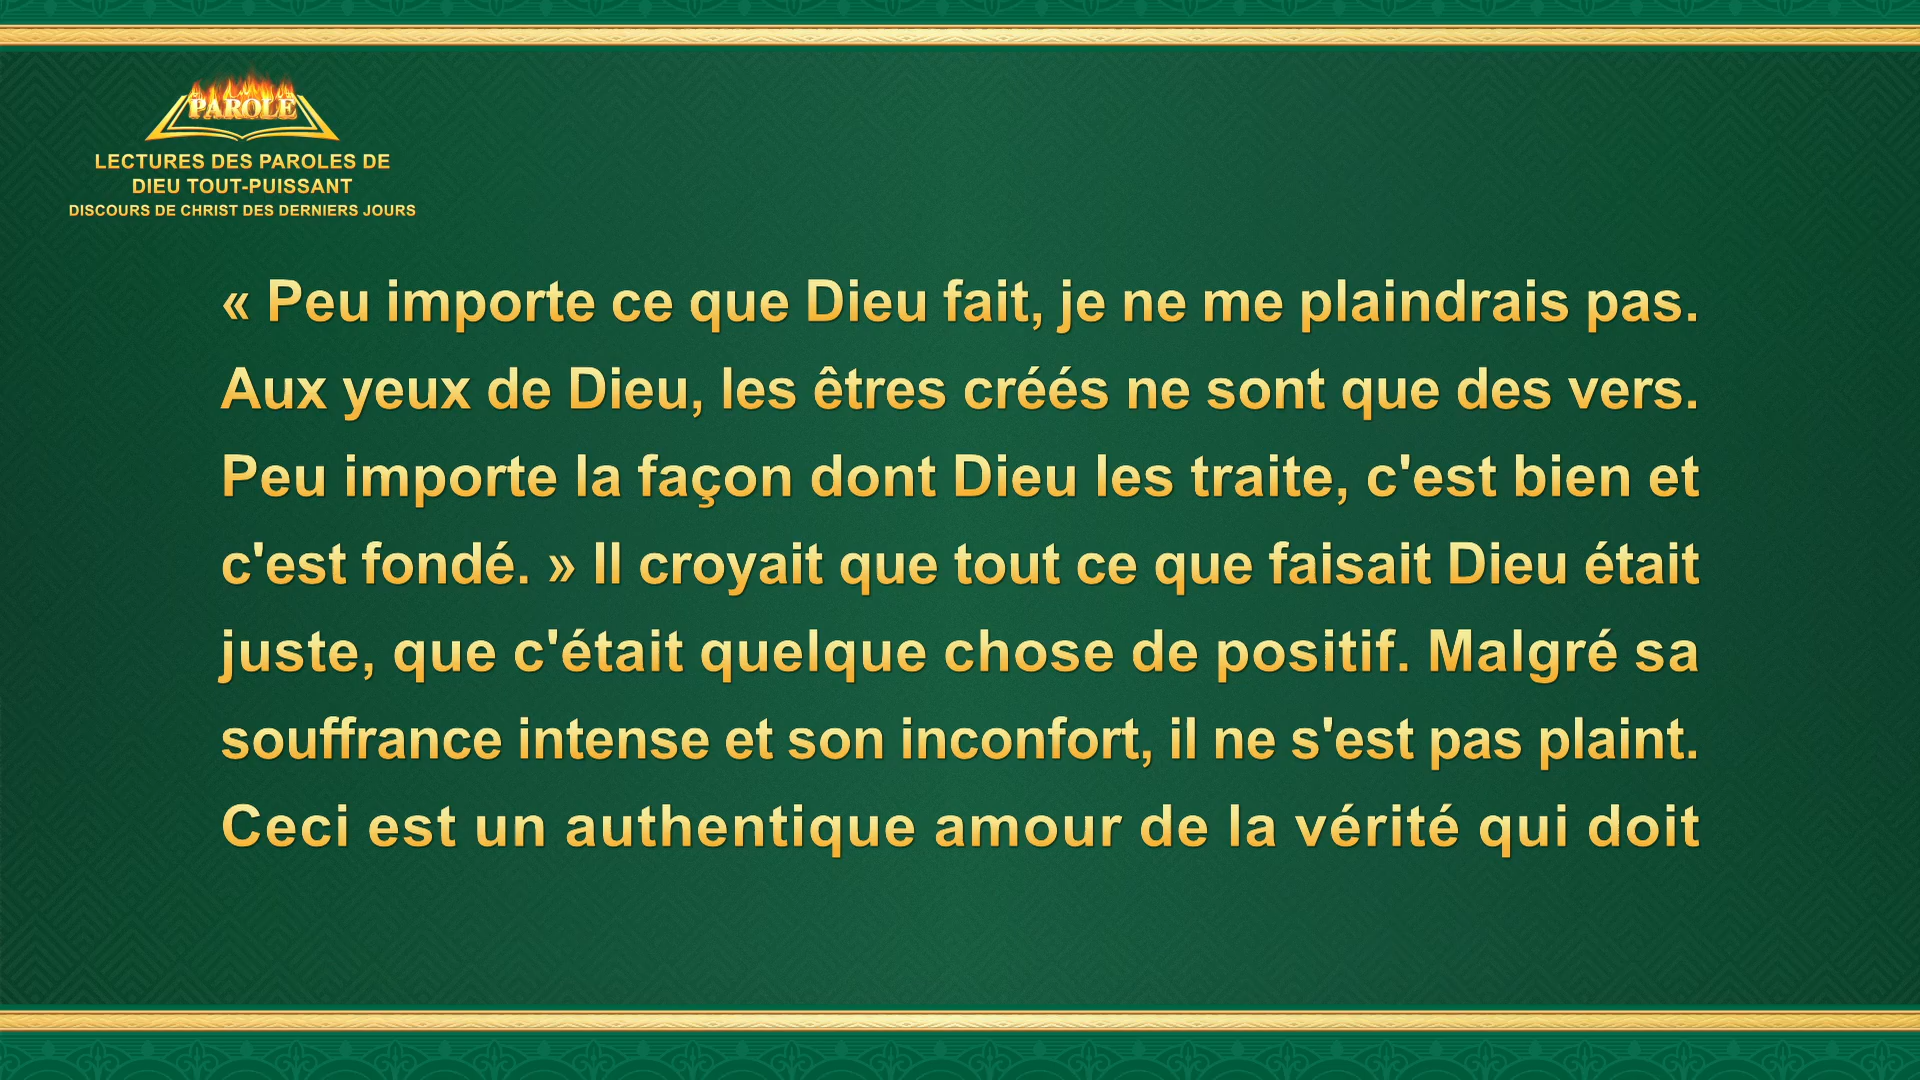 PAROLE
LECTURES DES PAROLES DE
DIEU TOUT-PUISSANT
DISCOURS DE CHRIST DES DERNIERS JOURS
« Peu importe ce que Dieu fait, je ne me plaindrais pas.
Aux yeux de Dieu, les êtres créés ne sont que des vers.
Peu importe la façon dont Dieu les traite, c'est bien et
c'est fondé. » Il croyait que tout ce que faisait Dieu était
juste, que c'était quelque chose de positif. Malgré sa
souffrance intense et son inconfort, il ne s'est pas plaint.
Ceci est un authentique amour de la vérité qui doit